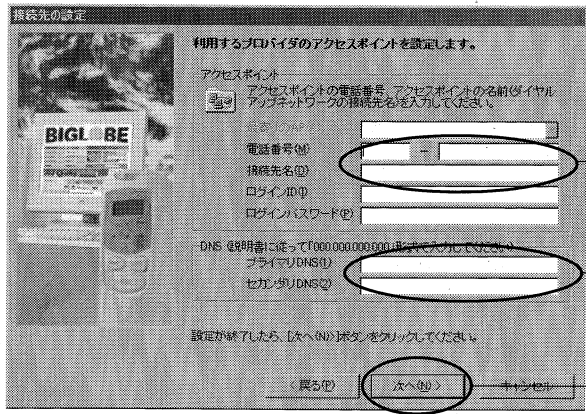 接続先の設定
利用するプロバイダのアクセスポイントを設定します。
アクセスポイント
アクセスポイントの電話番号、アクセスポイントの名前(ダイヤル
アップネットワークの接続先名)を入力してください。
電話番号(M) －
接続先名(D)
ログインID(I)
ログインパスワード(P)
DNS (説明書に従って「000.000.000.000」形式で入力してください)
プライマリDNS(1)
セカンダリDNS(2)
設定が終了したら、[次へ(N)>]ボタンをクリックしてください。
<戻る(P) 次へ(N)> キャンセル
BIGLOBE